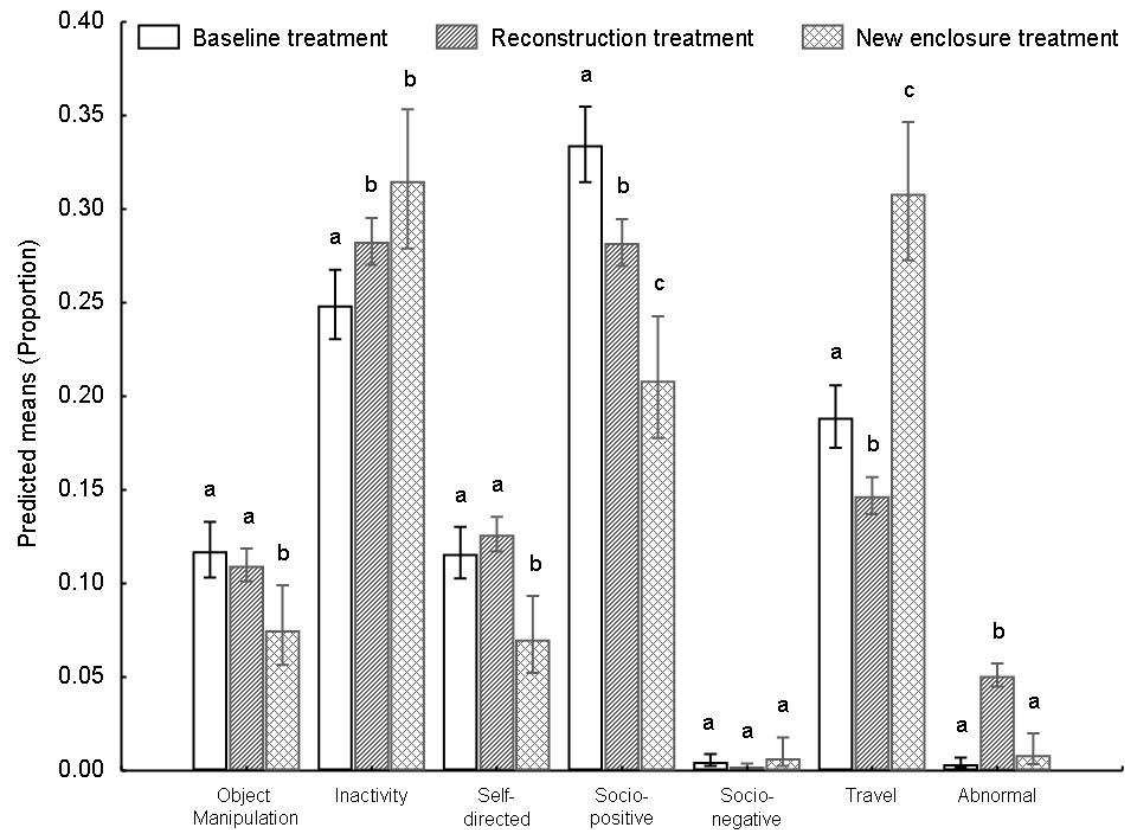 0.40
Baseline treatment Reconstruction treatment New enclosure treatment
b c
a
0.35
b
b
0.30
a
c
0.25
a
0.20
b
0.15
a a a a
b b
0.10
b
0.05
a a a a a
0.00
Predicted means (Proportion)
Object Manipulation
Inactivity
Self-directed
Socio-positive
Socio-negative
Travel
Abnormal